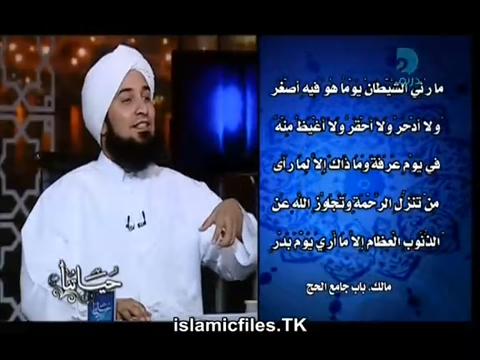 دريم
ما رئي الشيطان يوما هو فيه أصغر
ولا أدحر ولا أحقر ولا أغيظ منه
في يوم عرفة وما ذاك إلا لما رأى
من تنزل الرحمة وتجاوز الله عن
الذنوب العظام إلا ما أري يوم بدر
مالك. باب جامع الحج
حياتنا
islamicfiles.TK